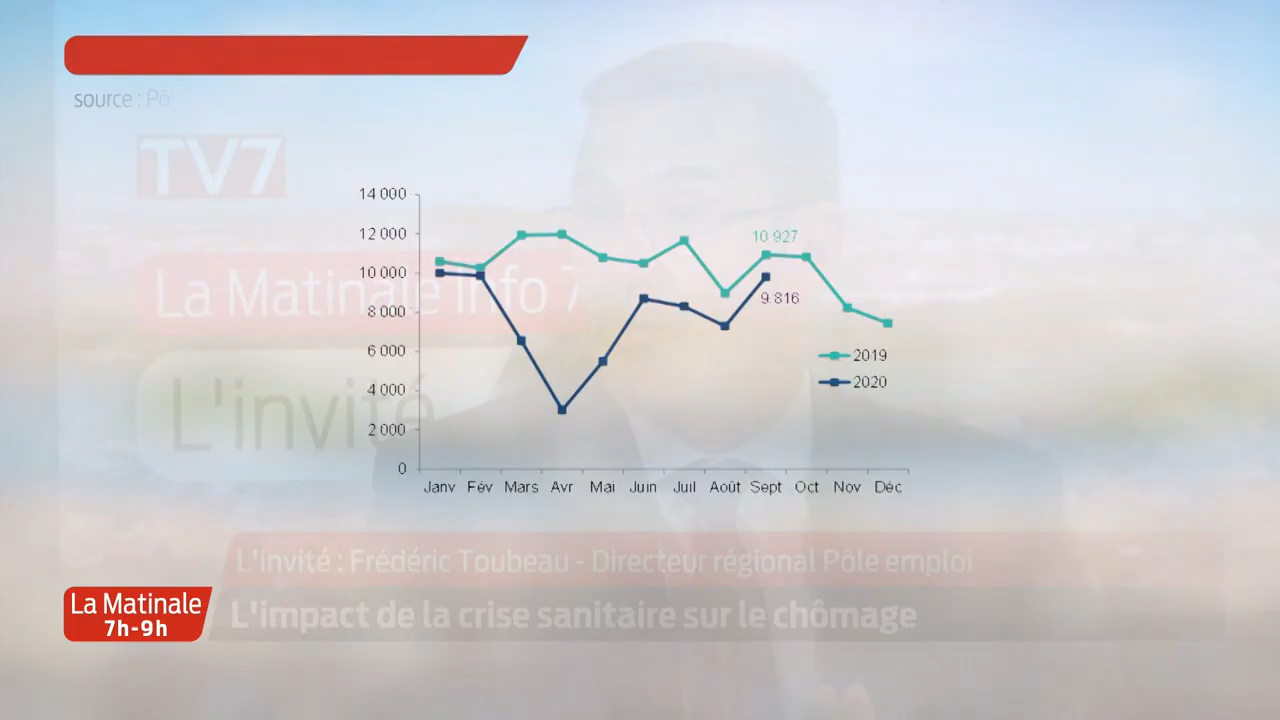 source : Pôl
TV7
La Matinale info 7
L'invité
14 000
12 000
10 000
8 000
6 000
4 000
2 000
0
10 927
9 816
2019
2020
Janv Fév Mars Avr Mai Juin Juil Août Sept Oct Nov Déc
L'invité : Frédéric Toubeau - Directeur régional Pôle emploi
La Matinale
7h-9h
L'impact de la crise sanitaire sur le chômage